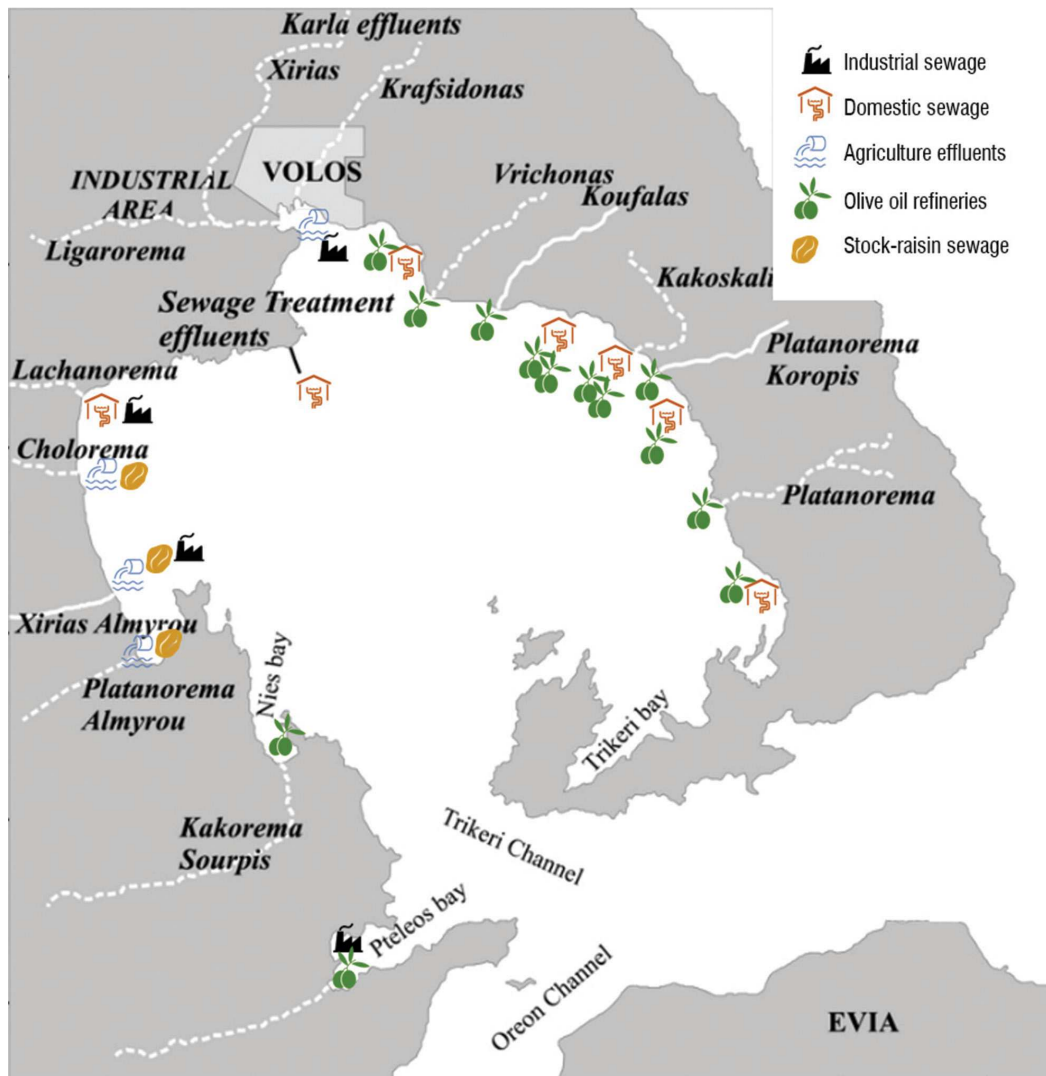 Karla effluents
Xirias
Krafsidonas
Industrial sewage
Domestic sewage
Agriculture effluents
Olive oil refineries
Stock-raisin sewage
VOLOS
INDUSTRIAL
AREA
Ligarorema
Vrichonas
Koufalas
Kakoskali
Sewage Treatment
effluents
Platanorema
Koropis
Lachanorema
Cholorema
Platanorema
Xirias Almyrou
Platanorema
Almyrou
Nies bay
Trikeri bay
Kakorema
Sourpis
Trikeri Channel
Pteleos bay
Oreon Channel
EVIA